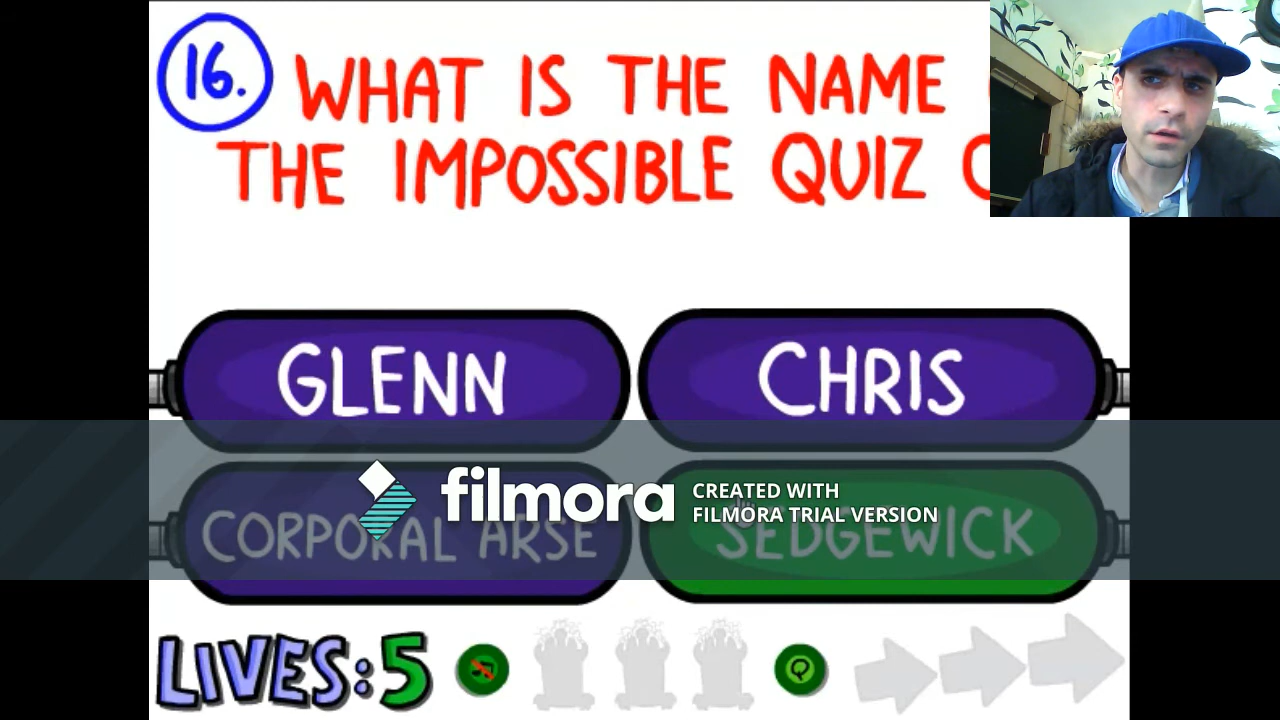 16. WHAT IS THE NAME
THE IMPOSSIBLE QUIZ
GLENN
CHRIS
CORPORAL ARSE
SEDGEWICK
filmora
CREATED WITH
FILMORA TRIAL VERSION
LIVES:5